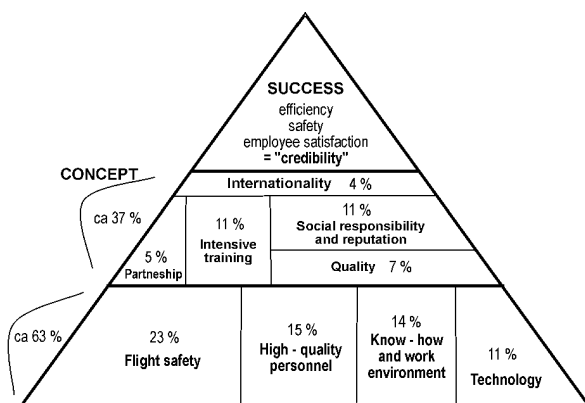 SUCCESS
efficiency
safety
employee satisfaction
= "credibility"
CONCEPT
Internationality 4 %
ca 37 %
5 %
Partneship
11 %
Intensive
training
11 %
Social responsibility
and reputation
Quality 7 %
ca 63 %
23 %
Flight safety
15 %
High - quality
personnel
14 %
Know - how
and work
environment
11 %
Technology